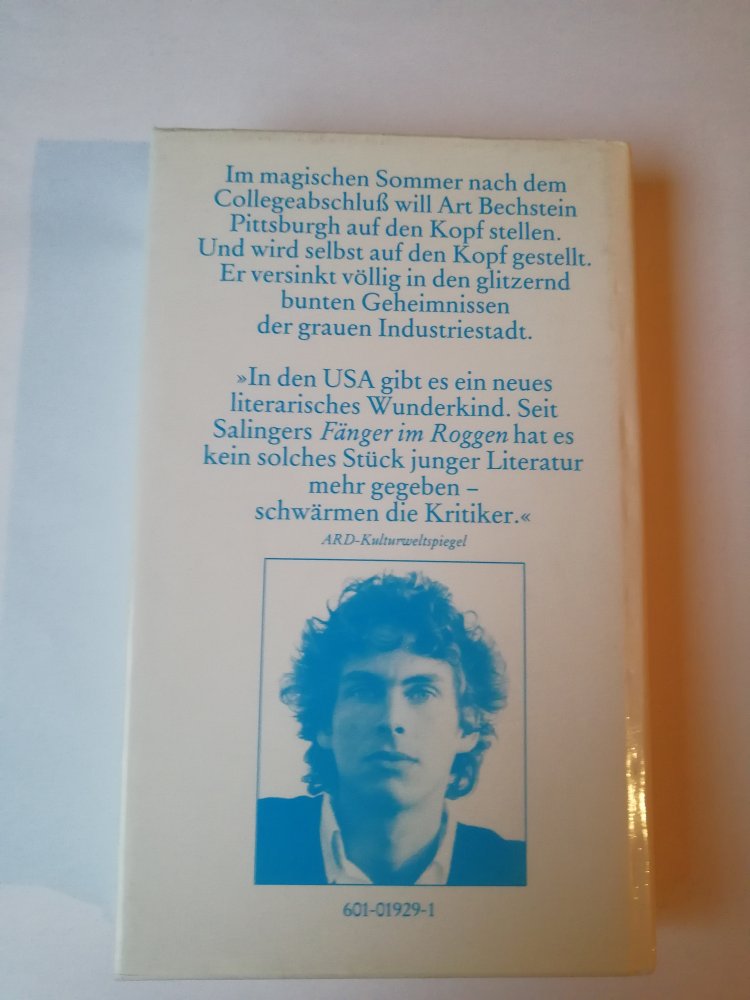 Im magischen Sommer nach dem
Collegeabschluß will Art Bechstein
Pittsburgh auf den Kopf stellen.
Und wird selbst auf den Kopf gestellt.
Er versinkt völlig in den glitzernd
bunten Geheimnissen
der grauen Industriestadt.
»In den USA gibt es ein neues
literarisches Wunderkind. Seit
Salingers Fänger im Roggen hat es
kein solches Stück junger Literatur
mehr gegeben –
schwärmen die Kritiker.«
ARD-Kulturweltspiegel
601-01929-1